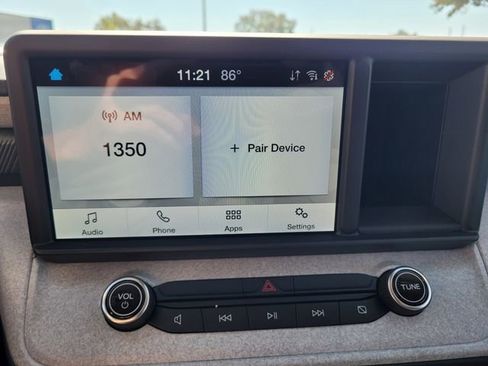 11:21 86°
AM
1350
+ Pair Device
Audio Phone Apps Settings
VOL
TUNE